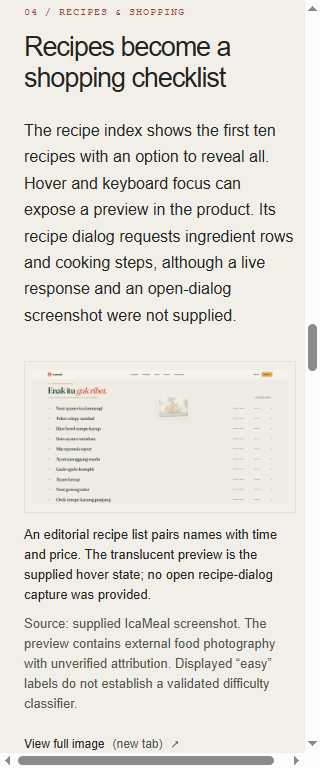 04 / RECIPES & SHOPPING
Recipes become a
shopping checklist
The recipe index shows the first ten
recipes with an option to reveal all.
Hover and keyboard focus can
expose a preview in the product. Its
recipe dialog requests ingredient rows
and cooking steps, although a live
response and an open-dialog
screenshot were not supplied.
Enak itu gak ribet.
An editorial recipe list pairs names with time
and price. The translucent preview is the
supplied hover state; no open recipe-dialog
capture was provided.
Source: supplied IcaMeal screenshot. The
preview contains external food photography
with unverified attribution. Displayed “easy”
labels do not establish a validated difficulty
classifier.
View full image (new tab) ↗